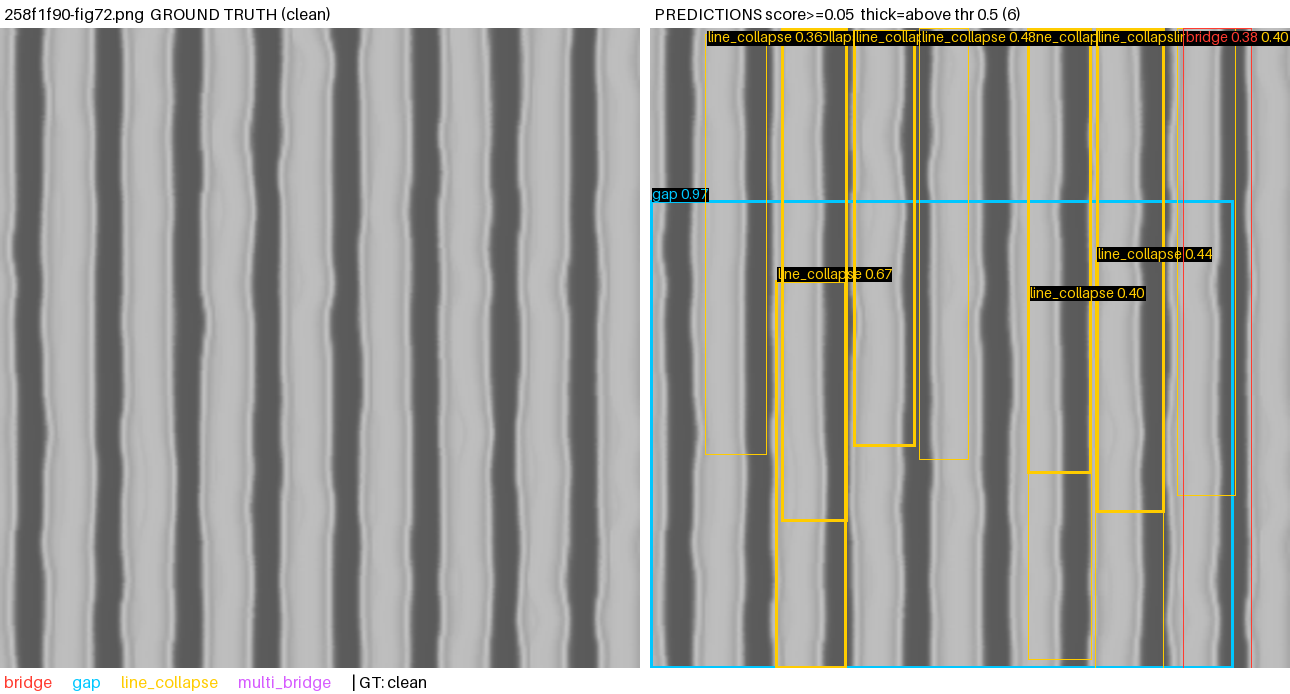 258f1f90-fig72.png GROUND TRUTH (clean)
PREDICTIONS score>=0.05 thick=above thr 0.5 (6)
line_collapse 0.36
line_collapse 0.48
bridge 0.38
0.40
gap 0.97
line_collapse 0.44
line_collapse 0.67
line_collapse 0.40
bridge gap line_collapse multi_bridge | GT: clean